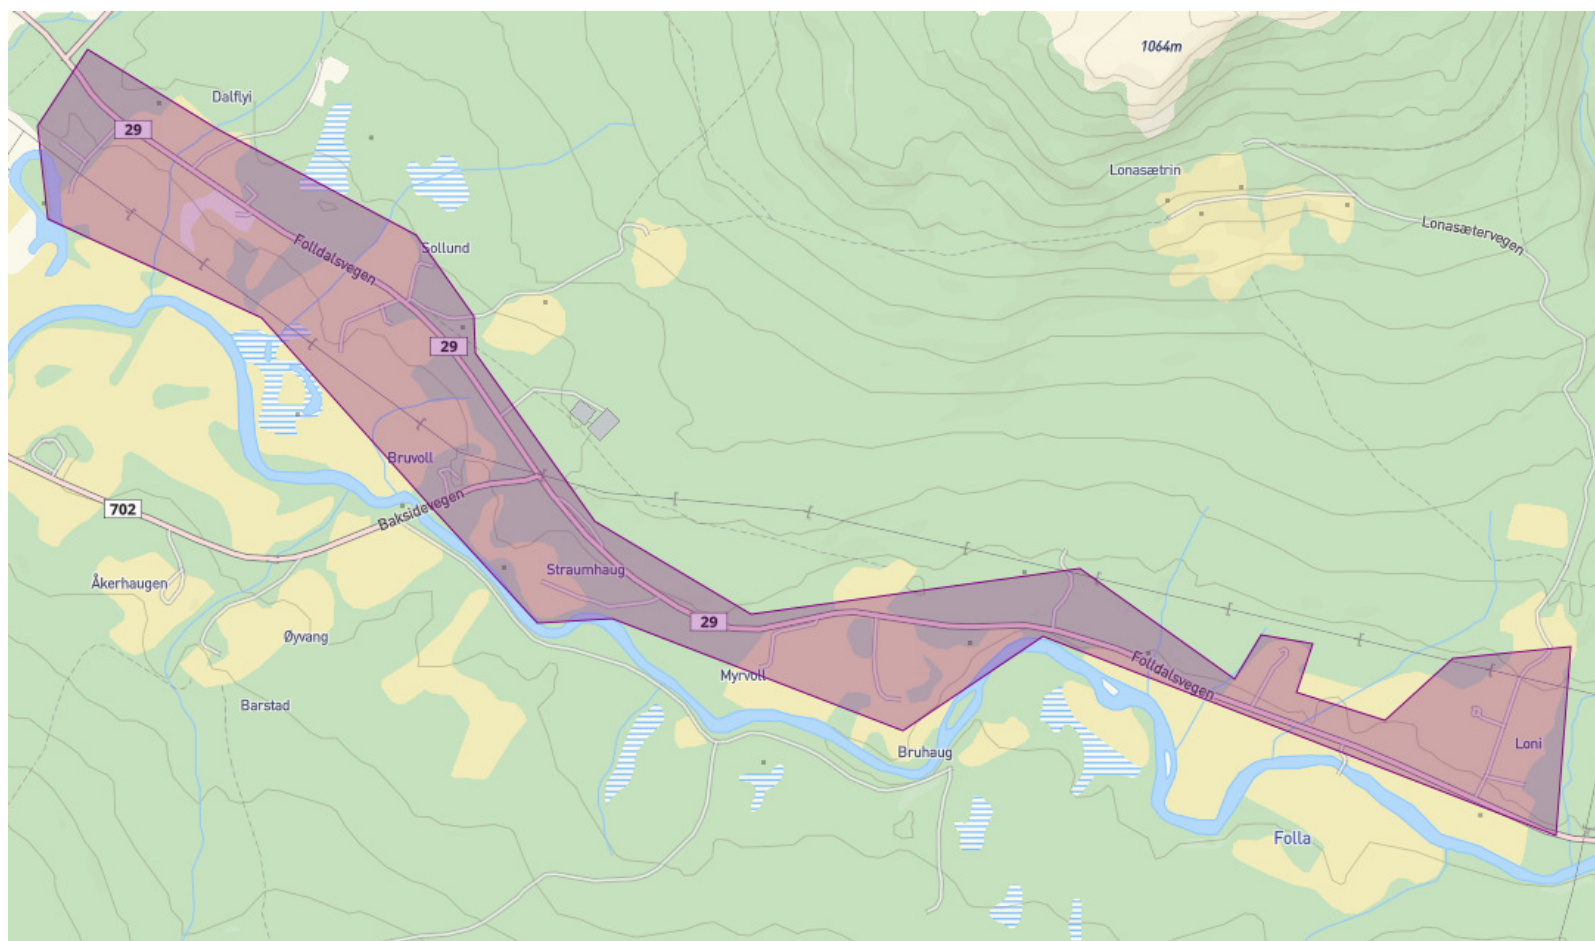 1064m
Dalflyi
29
Lonasætrin
Lonasætervegen
Folldalsvegen
Sollund
29
Bruvoll
Baksidevegen
702
Åkerhaugen
Straumhaug
Øyvang
29
Folldalsvegen
Myrvoll
Barstad
Bruhaug
Loni
Folla